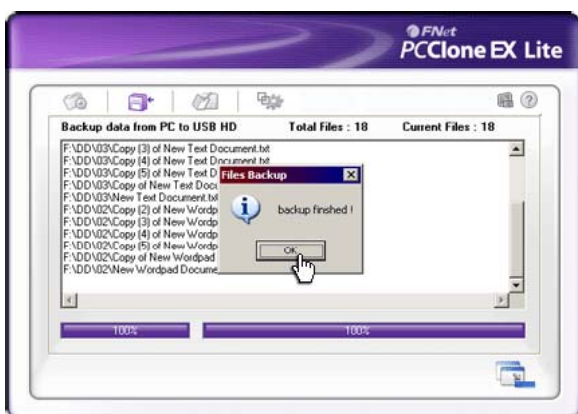 FNet
PCClone EX Lite
Backup data from PC to USB HD Total Files : 18 Current Files : 18
F:\DD\03\Copy (3) of New Text Document.txt
F:\DD\03\Copy (4) of New Text Document.txt
F:\DD\03\Copy (5) of New Text D
F:\DD\03\Copy of New Text Docu
F:\DD\03\New Text Document.txt
F:\DD\02\Copy (2) of New Wordp
F:\DD\02\Copy (3) of New Wordp
F:\DD\02\Copy (4) of New Wordp
F:\DD\02\Copy (5) of New Wordp
F:\DD\02\Copy of New Wordpad
F:\DD\02\New Wordpad Docume
Files Backup
backup finshed !
OK
100% 100%